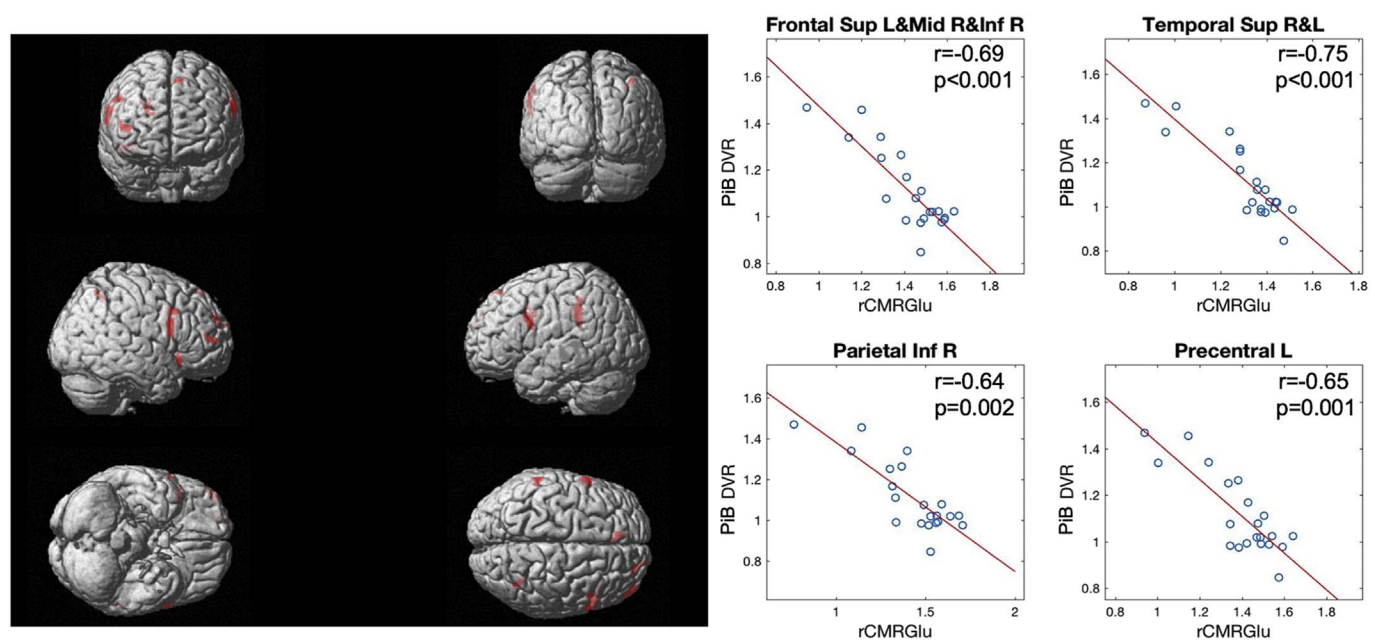 Frontal Sup L&Mid R&Inf R
r=-0.69
p<0.001
PiB DVR
1.6
1.4
1.2
1
0.8
0.8 1 1.2 1.4 1.6 1.8
rCMRGlu
Temporal Sup R&L
r=-0.75
p<0.001
PiB DVR
1.6
1.4
1.2
1
0.8
0.8 1 1.2 1.4 1.6 1.8
rCMRGlu
Parietal Inf R
r=-0.64
p=0.002
PiB DVR
1.6
1.4
1.2
1
0.8
1 1.5 2
rCMRGlu
Precentral L
r=-0.65
p=0.001
PiB DVR
1.6
1.4
1.2
1
0.8
0.8 1 1.2 1.4 1.6 1.8
rCMRGlu